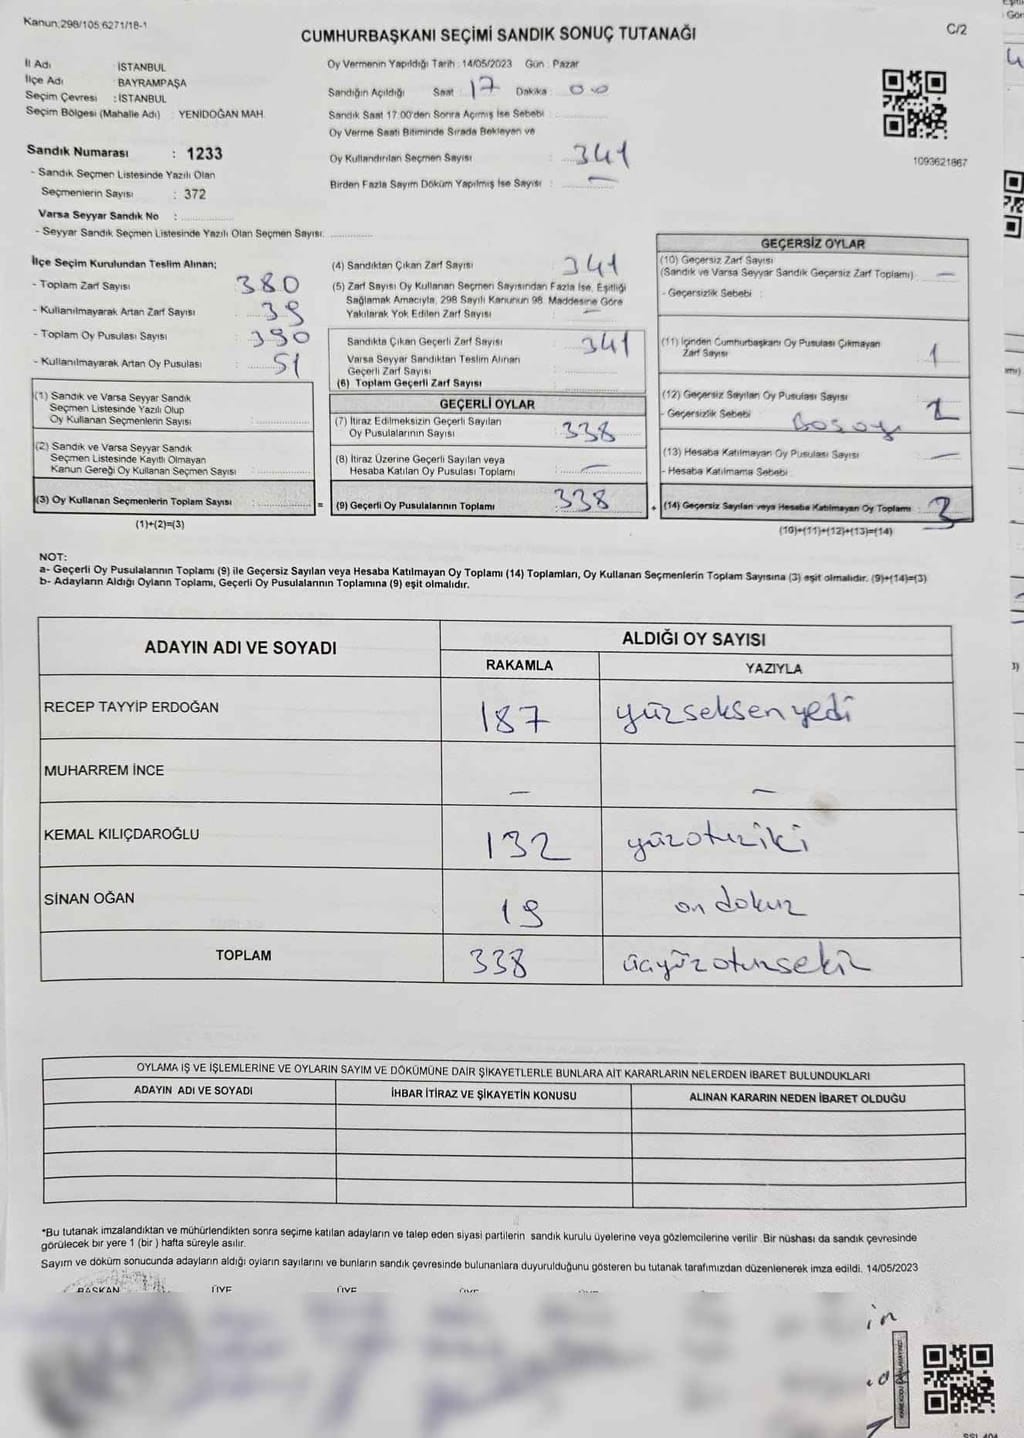 Kanun:298/105,6271/18-1
CUMHURBAŞKANI SEÇİMİ SANDIK SONUÇ TUTANAĞI
C/2
İl Adı : İSTANBUL
İlçe Adı : BAYRAMPAŞA
Seçim Çevresi : İSTANBUL
Seçim Bölgesi (Mahalle Adı) : YENİDOĞAN MAH.
Oy Vermenin Yapıldığı Tarih : 14/05/2023 Gün : Pazar
Sandığın Açıldığı Saat : 17 Dakika : 00
Sandık Saat 17.00'den Sonra Açılmış İse Sebebi :
Oy Verme Saati Bitiminde Sırada Bekleyen ve
Oy Kullandırılan Seçmen Sayısı : 341
Birden Fazla Sayım Döküm Yapılmış İse Sayısı : –
1093621867
Sandık Numarası : 1233
- Sandık Seçmen Listesinde Yazılı Olan
Seçmenlerin Sayısı : 372
Varsa Seyyar Sandık No :
- Seyyar Sandık Seçmen Listesinde Yazılı Olan Seçmen Sayısı:
İlçe Seçim Kurulundan Teslim Alınan;
- Toplam Zarf Sayısı : 380
- Kullanılmayarak Artan Zarf Sayısı : 39
- Toplam Oy Pusulası Sayısı : 390
- Kullanılmayarak Artan Oy Pusulası : 51
(1) Sandık ve Varsa Seyyar Sandık
Seçmen Listesinde Yazılı Olup
Oy Kullanan Seçmenlerin Sayısı :
(2) Sandık ve Varsa Seyyar Sandık
Seçmen Listesinde Kayıtlı Olmayan
Kanun Gereği Oy Kullanan Seçmen Sayısı :
(3) Oy Kullanan Seçmenlerin Toplam Sayısı :
(1)+(2)=(3)
(4) Sandıktan Çıkan Zarf Sayısı : 341
(5) Zarf Sayısı Oy Kullanan Seçmen Sayısından Fazla İse, Eşitliği
Sağlamak Amacıyla, 298 Sayılı Kanunun 98. Maddesine Göre
Yakılarak Yok Edilen Zarf Sayısı : –
Sandıkta Çıkan Geçerli Zarf Sayısı : 341
Varsa Seyyar Sandıktan Teslim Alınan
Geçerli Zarf Sayısı :
(6) Toplam Geçerli Zarf Sayısı :
GEÇERLİ OYLAR
(7) İtiraz Edilmeksizin Geçerli Sayılan
Oy Pusulalarının Sayısı : 338
(8) İtiraz Üzerine Geçerli Sayılan veya
Hesaba Katılan Oy Pusulası Toplamı : –
= (9) Geçerli Oy Pusulalarının Toplamı : 338
GEÇERSİZ OYLAR
(10) Geçersiz Zarf Sayısı
(Sandık ve Varsa Seyyar Sandık Geçersiz Zarf Toplamı) : –
- Geçersizlik Sebebi :
(11) İçinden Cumhurbaşkanı Oy Pusulası Çıkmayan
Zarf Sayısı : 1
(12) Geçersiz Sayılan Oy Pusulası Sayısı : 2
- Geçersizlik Sebebi : Boş oy
(13) Hesaba Katılmayan Oy Pusulası Sayısı : –
- Hesaba Katılmama Sebebi :
+ (14) Geçersiz Sayılan veya Hesaba Katılmayan Oy Toplamı : 3
(10)+(11)+(12)+(13)=(14)
NOT:
a- Geçerli Oy Pusulalarının Toplamı (9) ile Geçersiz Sayılan veya Hesaba Katılmayan Oy Toplamı (14) Toplamları, Oy Kullanan Seçmenlerin Toplam Sayısına (3) eşit olmalıdır. (9)+(14)=(3)
b- Adayların Aldığı Oyların Toplamı, Geçerli Oy Pusulalarının Toplamına (9) eşit olmalıdır.
ADAYIN ADI VE SOYADI
ALDIĞI OY SAYISI
RAKAMLA YAZIYLA
RECEP TAYYİP ERDOĞAN 187 yüzseksenyedi
MUHARREM İNCE – –
KEMAL KILIÇDAROĞLU 132 yüzotuziki
SİNAN OĞAN 19 on dokuz
TOPLAM 338 üçyüzotuzsekiz
OYLAMA İŞ VE İŞLEMLERİNE VE OYLARIN SAYIM VE DÖKÜMÜNE DAİR ŞİKAYETLERLE BUNLARA AİT KARARLARIN NELERDEN İBARET BULUNDUKLARI
ADAYIN ADI VE SOYADI İHBAR İTİRAZ VE ŞİKAYETİN KONUSU ALINAN KARARIN NEDEN İBARET OLDUĞU
*Bu tutanak imzalandıktan ve mühürlendikten sonra seçime katılan adayların ve talep eden siyasi partilerin sandık kurulu üyelerine veya gözlemcilerine verilir. Bir nüshası da sandık çevresinde
görülecek bir yere 1 (bir ) hafta süreyle asılır.
Sayım ve döküm sonucunda adayların aldığı oyların sayılarını ve bunların sandık çevresinde bulunanlara duyurulduğunu gösteren bu tutanak tarafımızdan düzenlenerek imza edildi. 14/05/2023
BAŞKAN ÜYE ÜYE ÜYE